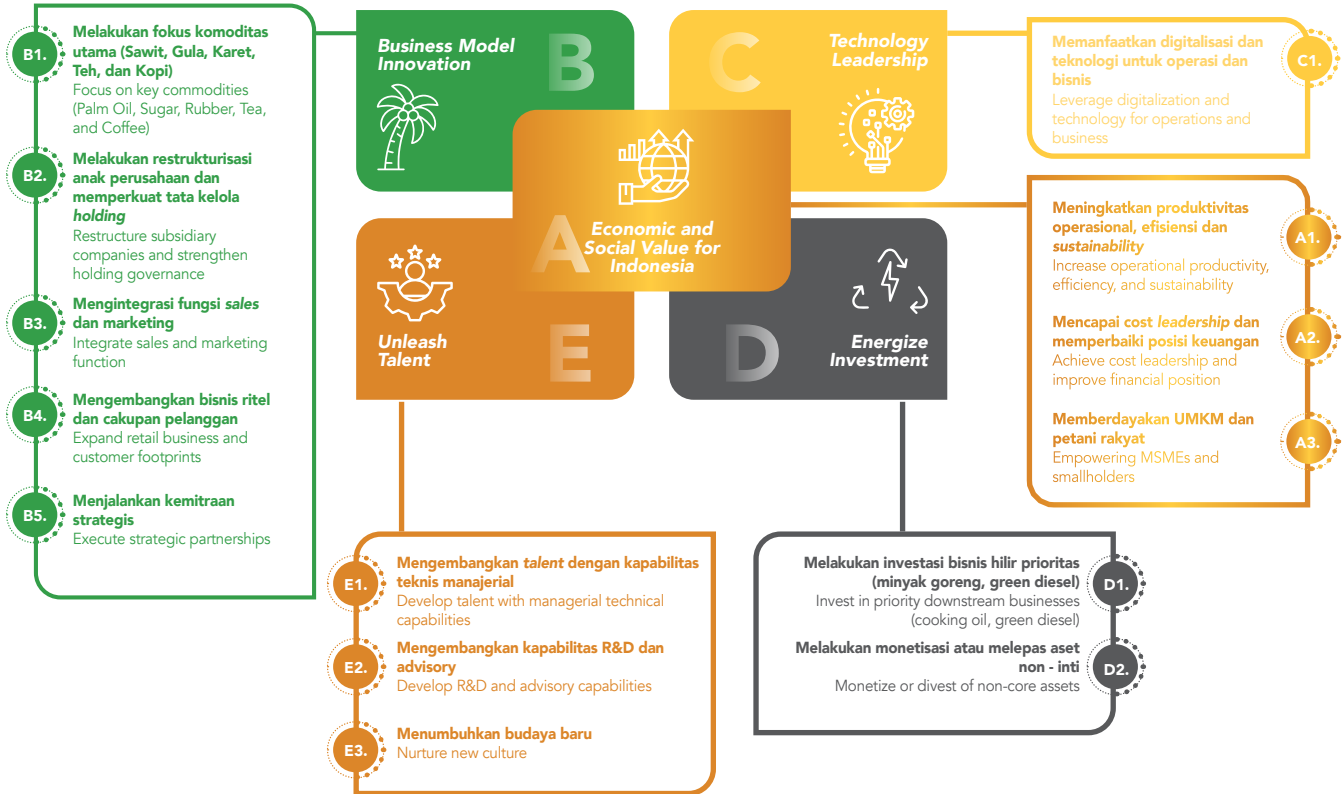 B1.
Melakukan fokus komoditas
utama (Sawit, Gula, Karet,
Teh, dan Kopi)
Focus on key commodities
(Palm Oil, Sugar, Rubber, Tea,
and Coffee)
B2.
Melakukan restrukturisasi
anak perusahaan dan
memperkuat tata kelola
holding
Restructure subsidiary
companies and strengthen
holding governance
B3.
Mengintegrasi fungsi sales
dan marketing
Integrate sales and marketing
function
B4.
Mengembangkan bisnis ritel
dan cakupan pelanggan
Expand retail business and
customer footprints
B5.
Menjalankan kemitraan
strategis
Execute strategic partnerships
Business Model
Innovation
B
C
Technology
Leadership
A
Economic and
Social Value for
Indonesia
Unleash
Talent
E
D
Energize
Investment
Memanfaatkan digitalisasi dan
teknologi untuk operasi dan
bisnis
Leverage digitalization and
technology for operations and
business
C1.
Meningkatkan produktivitas
operasional, efisiensi dan
sustainability
Increase operational productivity,
efficiency, and sustainability
A1.
Mencapai cost leadership dan
memperbaiki posisi keuangan
Achieve cost leadership and
improve financial position
A2.
Memberdayakan UMKM dan
petani rakyat
Empowering MSMEs and
smallholders
A3.
E1.
Mengembangkan talent dengan kapabilitas
teknis manajerial
Develop talent with managerial technical
capabilities
E2.
Mengembangkan kapabilitas R&D dan
advisory
Develop R&D and advisory capabilities
E3.
Menumbuhkan budaya baru
Nurture new culture
Melakukan investasi bisnis hilir prioritas
(minyak goreng, green diesel)
Invest in priority downstream businesses
(cooking oil, green diesel)
D1.
Melakukan monetisasi atau melepas aset
non - inti
Monetize or divest of non-core assets
D2.